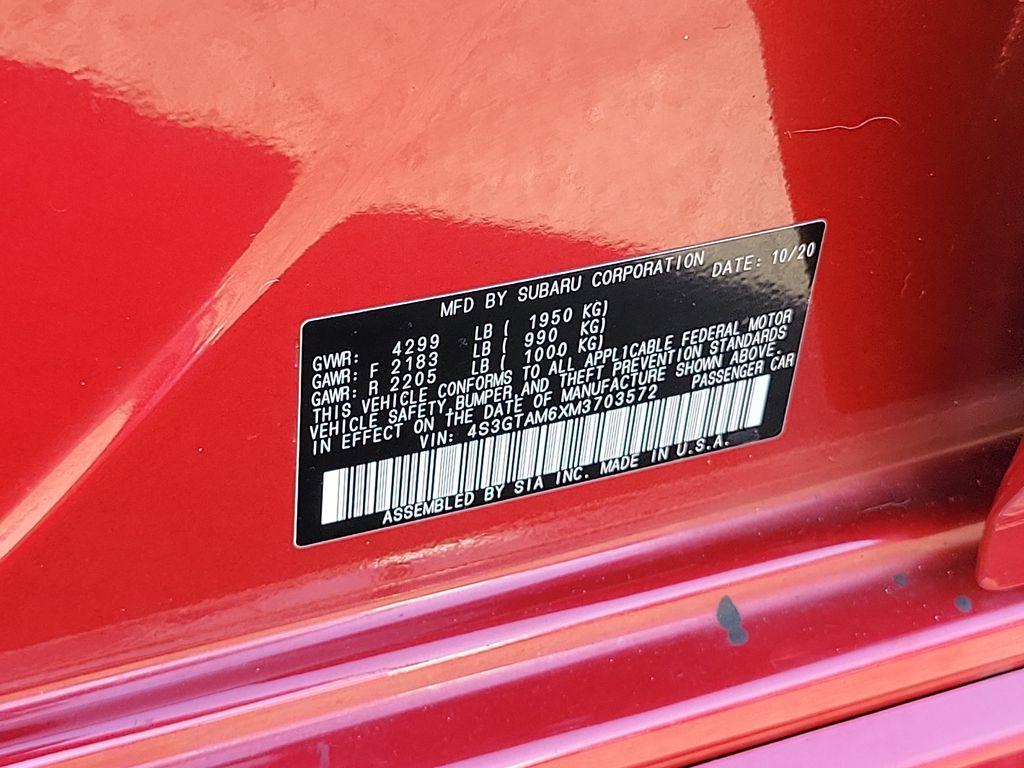 MFD BY SUBARU CORPORATION DATE: 10/20
GVWR: 4299 LB ( 1950 KG)
GAWR: F 2183 LB ( 990 KG)
GAWR: R 2205 LB ( 1000 KG)
THIS VEHICLE CONFORMS TO ALL APPLICABLE FEDERAL MOTOR
VEHICLE SAFETY, BUMPER, AND THEFT PREVENTION STANDARDS
IN EFFECT ON THE DATE OF MANUFACTURE SHOWN ABOVE.
VIN: 4S3GTAM6XM3703572 PASSENGER CAR
ASSEMBLED BY SIA INC. MADE IN U.S.A.